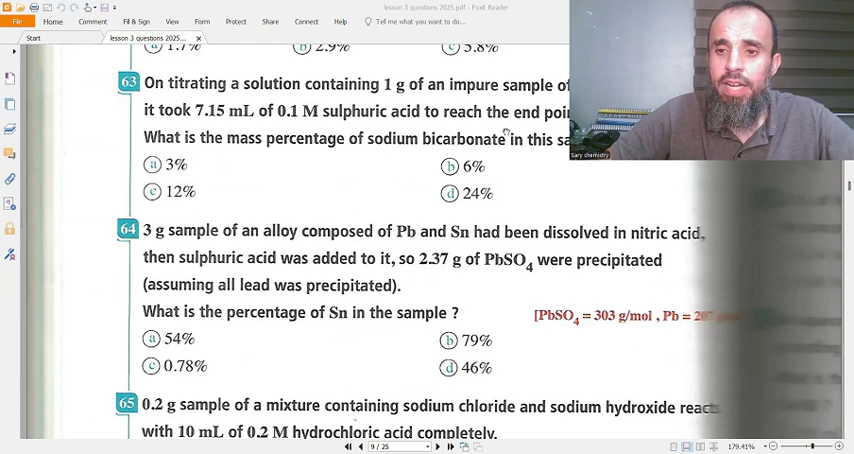 lesson 3 questions 2025.pdf - Foxit Reader
File Home Comment Fill & Sign View Form Protect Share Connect Help Tell me what you want to do...
Start lesson 3 questions 2025.... ×
a 1.7% b 2.9% c 5.8%
63 On titrating a solution containing 1 g of an impure sample of
it took 7.15 mL of 0.1 M sulphuric acid to reach the end
What is the mass percentage of sodium bicarbonate in this
a 3% b 6%
c 12% d 24%
Sary chamistry
64 3 g sample of an alloy composed of Pb and Sn had been dissolved in nitric acid,
then sulphuric acid was added to it, so 2.37 g of PbSO₄ were precipitated
(assuming all lead was precipitated).
What is the percentage of Sn in the sample ?
[PbSO₄ = 303 g/mol , Pb =
a 54% b 79%
c 0.78% d 46%
65 0.2 g sample of a mixture containing sodium chloride and sodium hydroxide
with 10 mL of 0.2 M hydrochloric acid completely.
9 / 25 179.41%